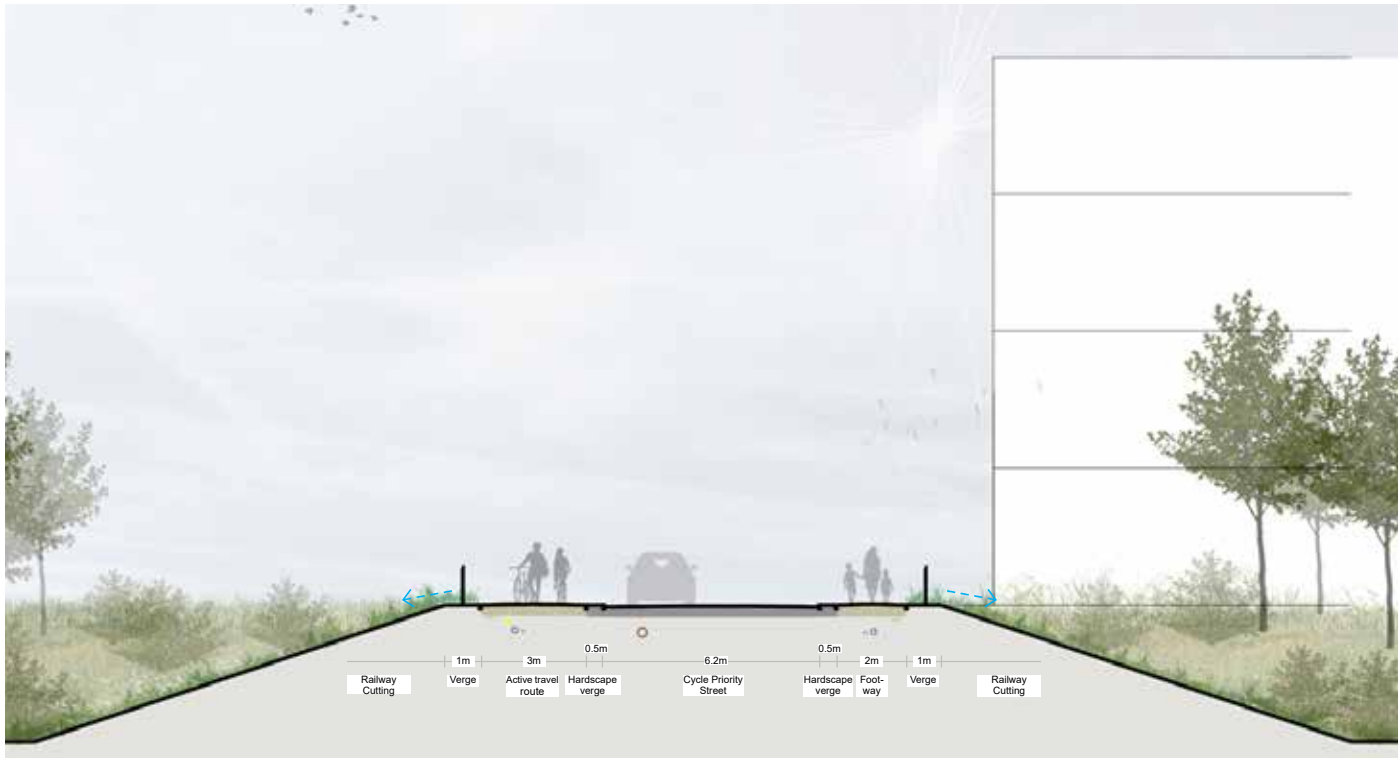 0.5m
0.5m
1m
3m
6.2m
2m
1m
Railway
Cutting
Verge
Active travel
route
Hardscape
verge
Cycle Priority
Street
Hardscape
verge
Foot-
way
Verge
Railway
Cutting